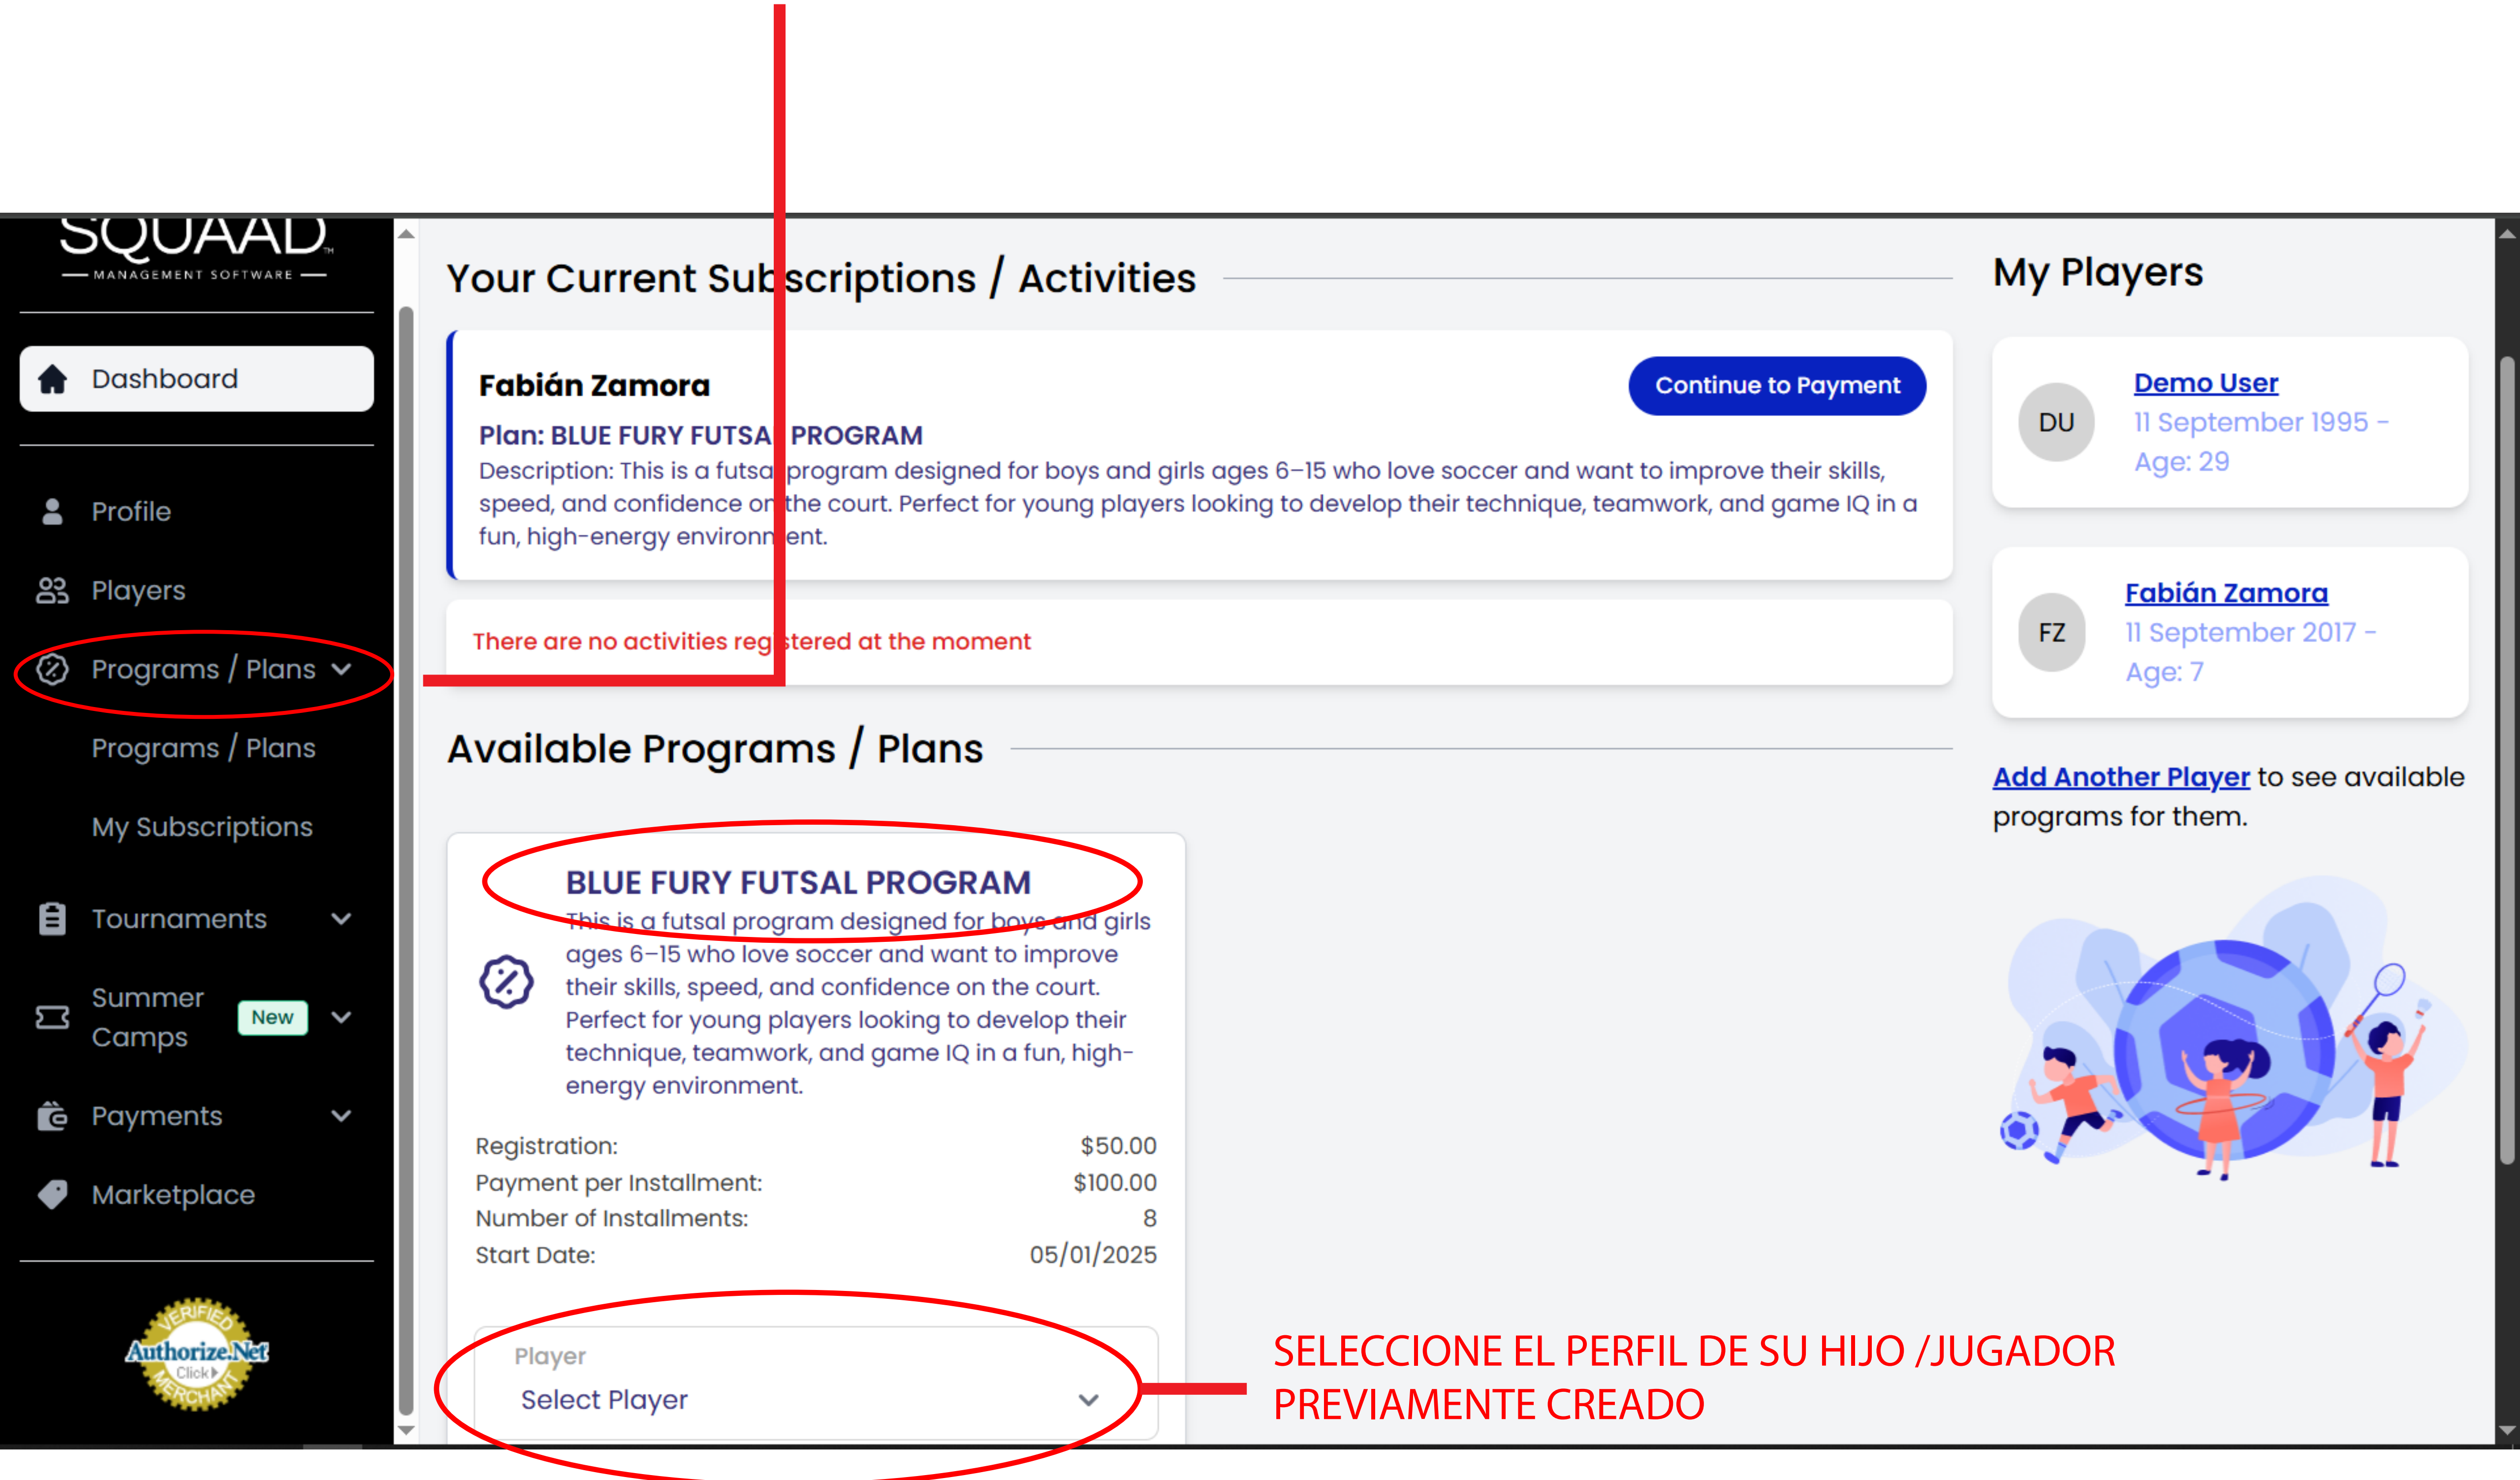 SQUAAD™
MANAGEMENT SOFTWARE
Dashboard
Profile
Players
Programs / Plans
Programs / Plans
My Subscriptions
Tournaments
Summer
Camps
New
Payments
Marketplace
VERIFIED
Authorize.Net
Click
MERCHANT
Your Current Subscriptions / Activities
Fabián Zamora
Continue to Payment
Plan: BLUE FURY FUTSAL PROGRAM
Description: This is a futsal program designed for boys and girls ages 6–15 who love soccer and want to improve their skills,
speed, and confidence on the court. Perfect for young players looking to develop their technique, teamwork, and game IQ in a
fun, high-energy environment.
There are no activities registered at the moment
Available Programs / Plans
BLUE FURY FUTSAL PROGRAM
This is a futsal program designed for boys and girls
ages 6–15 who love soccer and want to improve
their skills, speed, and confidence on the court.
Perfect for young players looking to develop their
technique, teamwork, and game IQ in a fun, high-
energy environment.
Registration: $50.00
Payment per Installment: $100.00
Number of Installments: 8
Start Date: 05/01/2025
Player
Select Player
SELECCIONE EL PERFIL DE SU HIJO /JUGADOR
PREVIAMENTE CREADO
My Players
DU
Demo User
11 September 1995 -
Age: 29
FZ
Fabián Zamora
11 September 2017 -
Age: 7
Add Another Player to see available
programs for them.